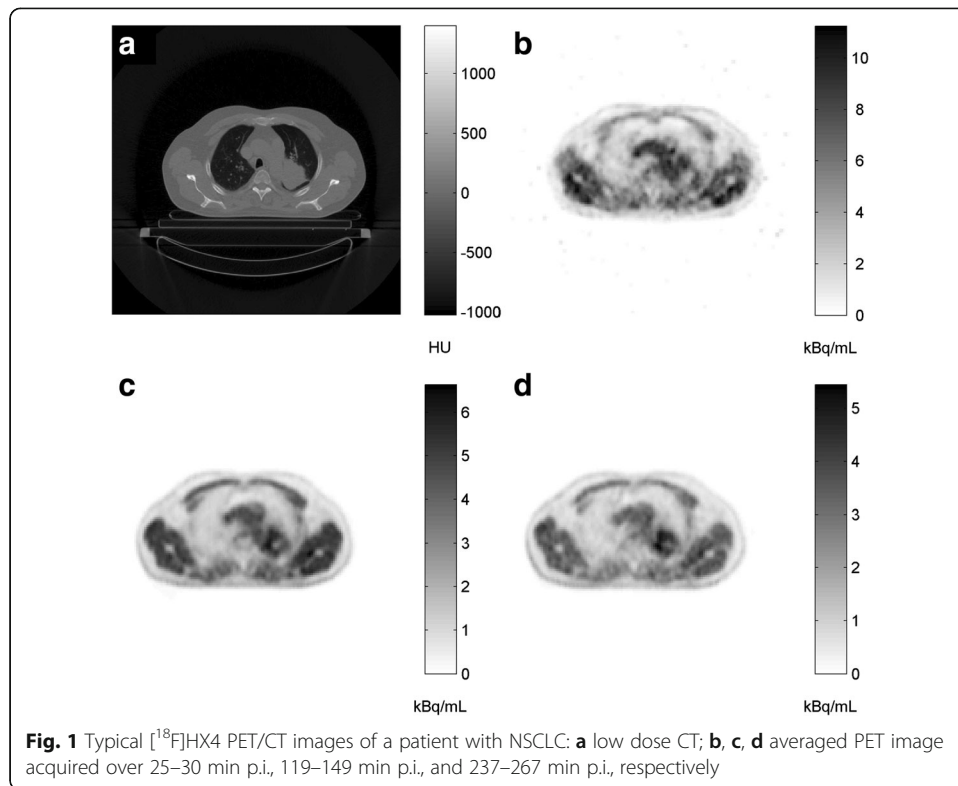 a
1000
500
0
-500
-1000
HU
b
10
8
6
4
2
0
kBq/mL
c
6
5
4
3
2
1
0
kBq/mL
d
5
4
3
2
1
0
kBq/mL
Fig. 1 Typical [¹⁸F]HX4 PET/CT images of a patient with NSCLC: a low dose CT; b, c, d averaged PET image
acquired over 25–30 min p.i., 119–149 min p.i., and 237–267 min p.i., respectively